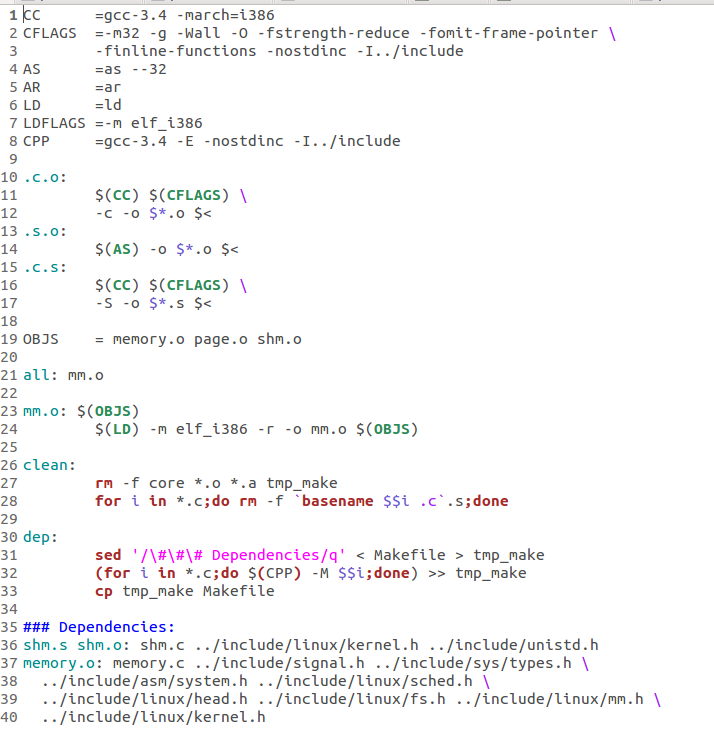 1 CC      =gcc-3.4 -march=i386
2 CFLAGS  =-m32 -g -Wall -O -fstrength-reduce -fomit-frame-pointer \
3         -finline-functions -nostdinc -I../include
4 AS      =as --32
5 AR      =ar
6 LD      =ld
7 LDFLAGS =-m elf_i386
8 CPP     =gcc-3.4 -E -nostdinc -I../include
9
10 .c.o:
11         $(CC) $(CFLAGS) \
12         -c -o $*.o $<
13 .s.o:
14         $(AS) -o $*.o $<
15 .c.s:
16         $(CC) $(CFLAGS) \
17         -S -o $*.s $<
18
19 OBJS    = memory.o page.o shm.o
20
21 all: mm.o
22
23 mm.o: $(OBJS)
24         $(LD) -m elf_i386 -r -o mm.o $(OBJS)
25
26 clean:
27         rm -f core *.o *.a tmp_make
28         for i in *.c;do rm -f `basename $$i .c`.s;done
29
30 dep:
31         sed '/\#\#\# Dependencies/q' < Makefile > tmp_make
32         (for i in *.c;do $(CPP) -M $$i;done) >> tmp_make
33         cp tmp_make Makefile
34
35 ### Dependencies:
36 shm.s shm.o: shm.c ../include/linux/kernel.h ../include/unistd.h
37 memory.o: memory.c ../include/signal.h ../include/sys/types.h \
38   ../include/asm/system.h ../include/linux/sched.h \
39   ../include/linux/head.h ../include/linux/fs.h ../include/linux/mm.h \
40   ../include/linux/kernel.h